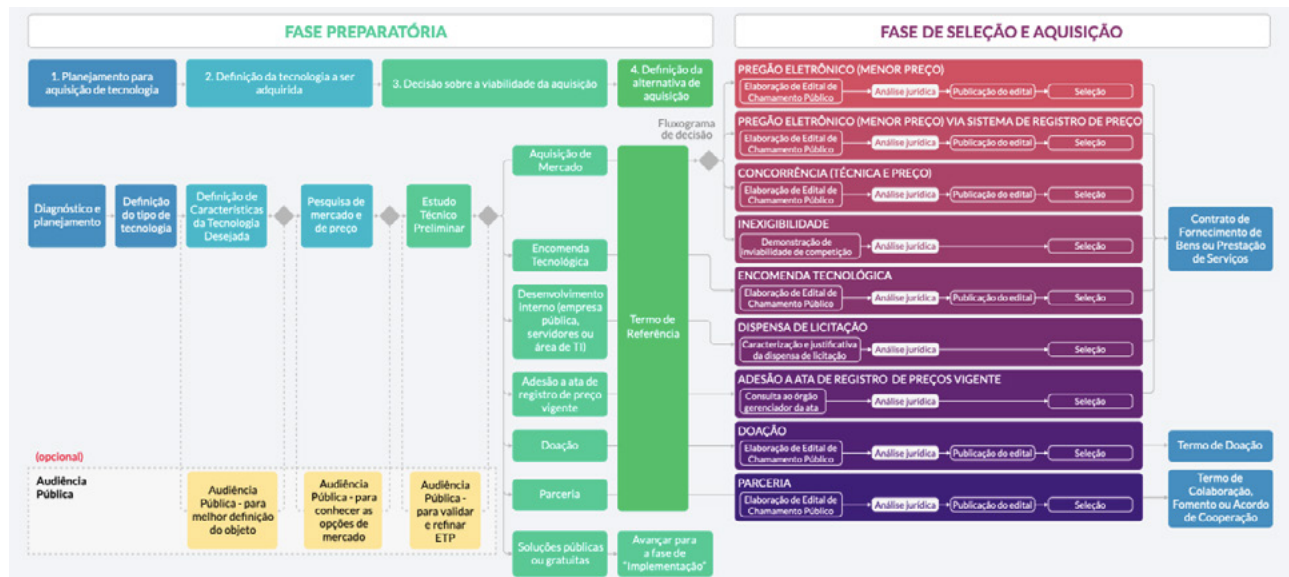 FASE PREPARATÓRIA
FASE DE SELEÇÃO E AQUISIÇÃO
1. Planejamento para
aquisição de tecnologia
2. Definição da tecnologia a ser
adquirida
3. Decisão sobre a viabilidade da aquisição
4. Definição da
alternativa de
aquisição
Fluxograma
de decisão
Diagnóstico e
planejamento
Definição
do tipo de
tecnologia
Definição de
Características
da Tecnologia
Desejada
Pesquisa de
mercado e
de preço
Estudo
Técnico
Preliminar
Aquisição de
Mercado
Encomenda
Tecnológica
Desenvolvimento
interno (empresa
pública,
servidores ou
área de TI)
Adesão a ata de
registro de preço
vigente
Doação
Parceria
Soluções públicas
ou gratuitas
Termo de
Referência
Avançar para
a fase de
"Implementação"
(opcional)
Audiência
Pública
Audiência
Pública - para
melhor definição
do objeto
Audiência
Pública - para
conhecer as
opções de
mercado
Audiência
Pública -
para validar
e refinar
ETP
PREGÃO ELETRÔNICO (MENOR PREÇO)
Elaboração de Edital de
Chamamento Público
Análise jurídica
Publicação do edital
Seleção
PREGÃO ELETRÔNICO (MENOR PREÇO) VIA SISTEMA DE REGISTRO DE PREÇO
Elaboração de Edital de
Chamamento Público
Análise jurídica
Publicação do edital
Seleção
CONCORRÊNCIA (TÉCNICA E PREÇO)
Elaboração de Edital de
Chamamento Público
Análise jurídica
Publicação do edital
Seleção
INEXIGIBILIDADE
Demonstração de
inviabilidade de competição
Análise jurídica
Seleção
ENCOMENDA TECNOLÓGICA
Elaboração de Edital de
Chamamento Público
Análise jurídica
Publicação do edital
Seleção
DISPENSA DE LICITAÇÃO
Caracterização e justificativa
da dispensa de licitação
Análise jurídica
Seleção
ADESÃO A ATA DE REGISTRO DE PREÇOS VIGENTE
Consulta ao órgão
gerenciador da ata
Análise jurídica
Seleção
DOAÇÃO
Elaboração de Edital de
Chamamento Público
Análise jurídica
Publicação do edital
Seleção
PARCERIA
Elaboração de Edital de
Chamamento Público
Análise jurídica
Publicação do edital
Seleção
Contrato de
Fornecimento de
Bens ou Prestação
de Serviços
Termo de Doação
Termo de
Colaboração,
Fomento ou Acordo
de Cooperação